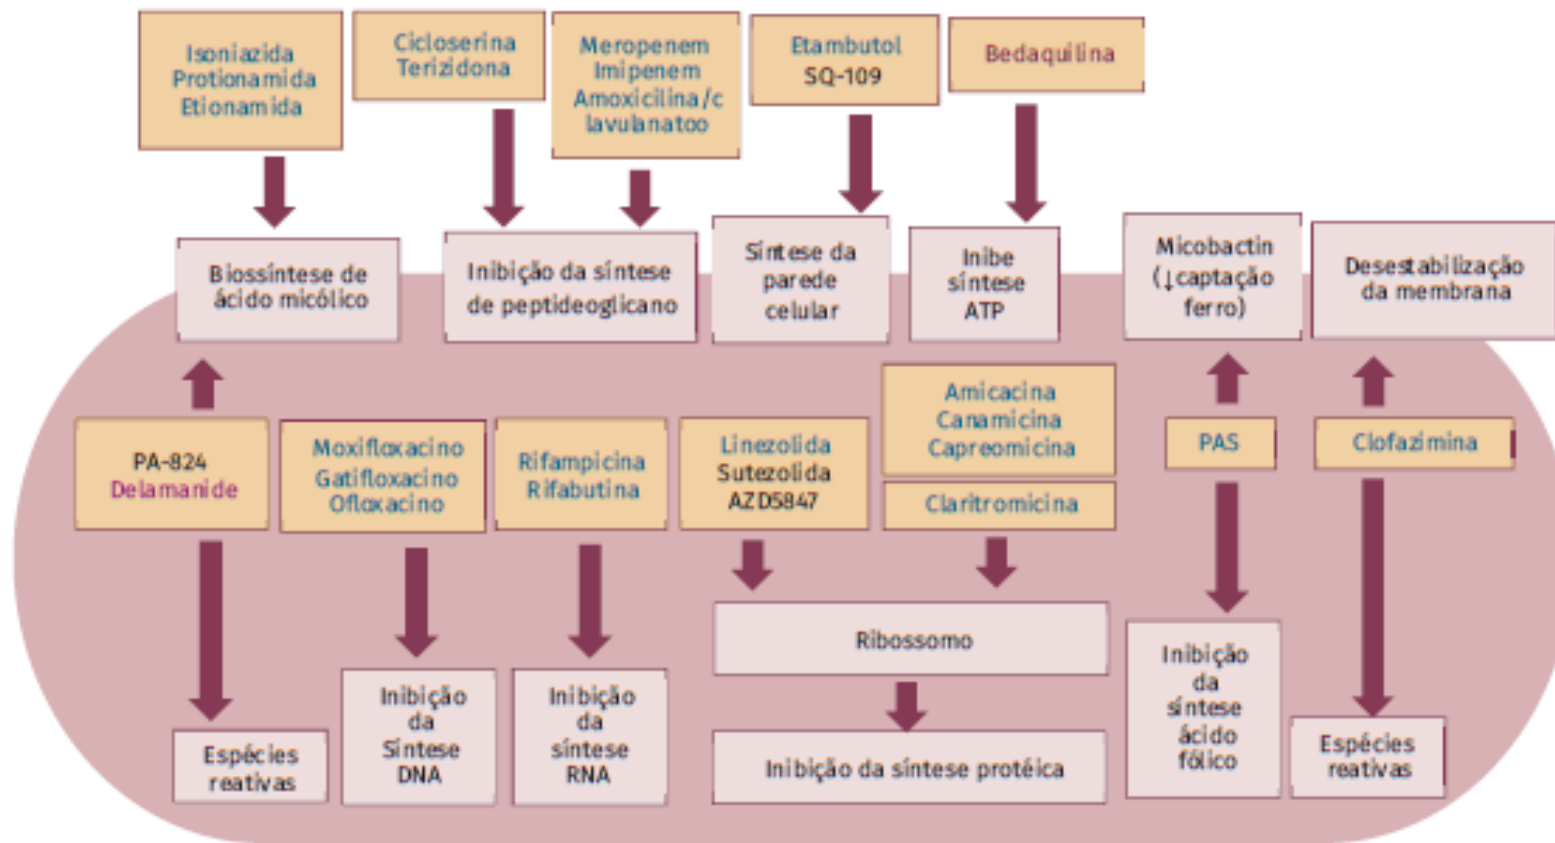 Isoniazida
Protionamida
Etionamida
Cicloserina
Terizidona
Meropenem
Imipenem
Amoxicilina/c
lavulanatoo
Etambutol
SQ-109
Bedaquilina
Biossíntese de
ácido micólico
Inibição da síntese
de peptideoglicano
Síntese da
parede
celular
Inibe
síntese
ATP
Micobactin
(↓captação
ferro)
Desestabilização
da membrana
PA-824
Delamanide
Moxifloxacino
Gatifloxacino
Ofloxacino
Rifampicina
Rifabutina
Linezolida
Sutezolida
AZD5847
Amicacina
Canamicina
Capreomicina
Claritromicina
PAS
Clofazimina
Espécies
reativas
Inibição
da
Síntese
DNA
Inibição
da
síntese
RNA
Ribossomo
Inibição da síntese protéica
Inibição
da
síntese
ácido
fólico
Espécies
reativas